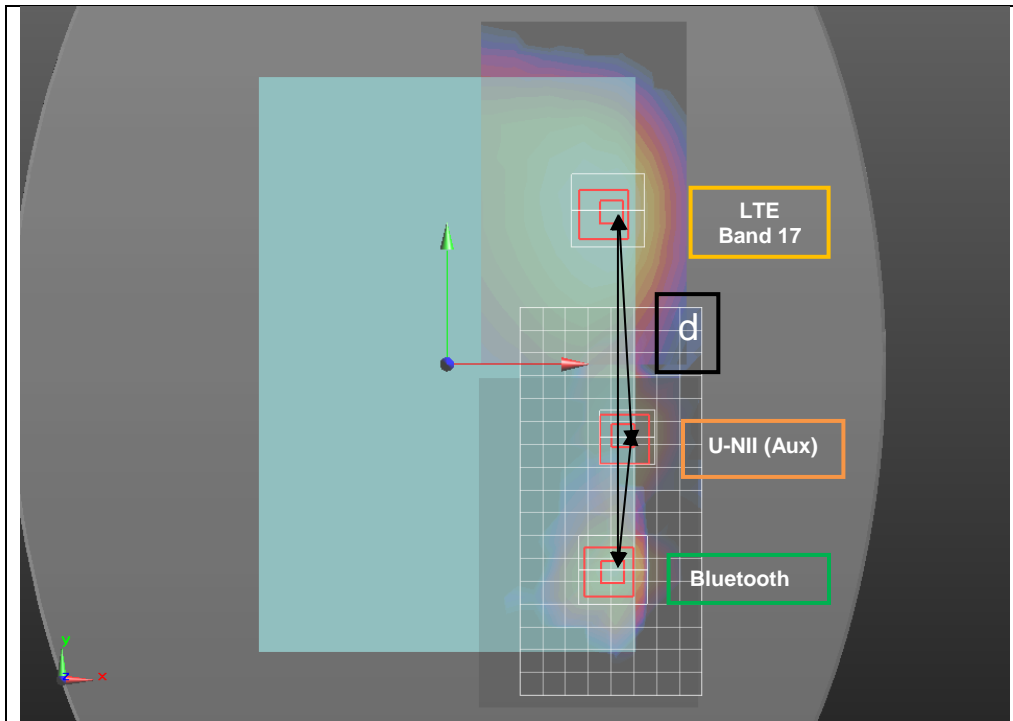 LTE
Band 17
d
U-NII (Aux)
Bluetooth
y
z
x